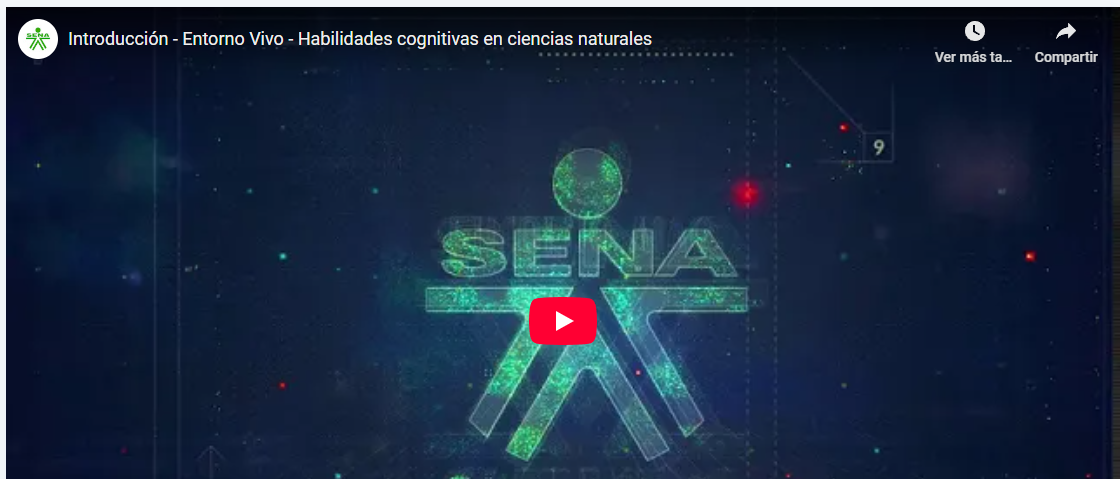 SENA
Introducción - Entorno Vivo - Habilidades cognitivas en ciencias naturales
Ver más ta...
Compartir
9
SENA